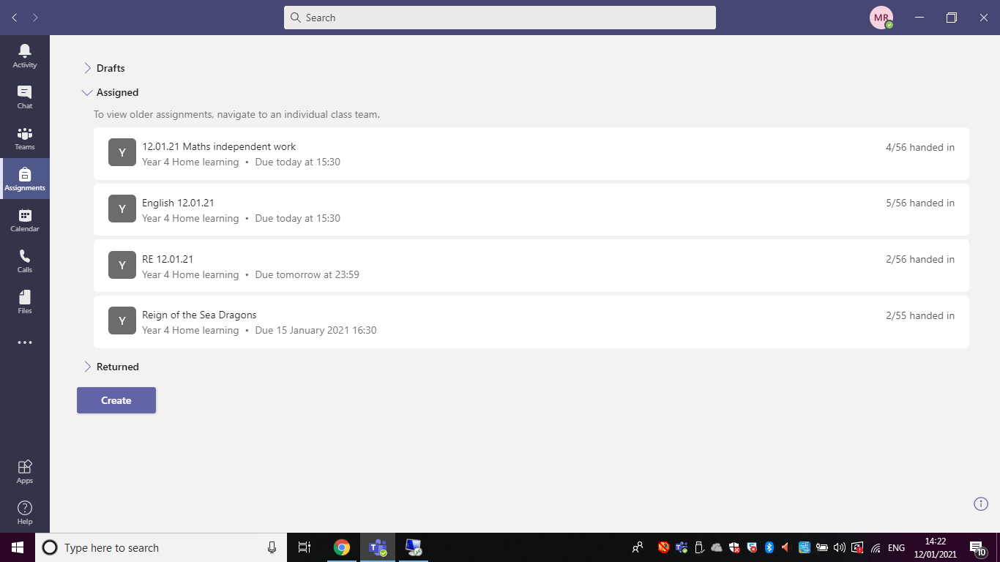 Search
MR
Activity
Chat
Teams
Assignments
Calendar
Calls
Files
Apps
Help
Drafts
Assigned
To view older assignments, navigate to an individual class team.
Y
12.01.21 Maths independent work
4/56 handed in
Year 4 Home learning • Due today at 15:30
Y
English 12.01.21
5/56 handed in
Year 4 Home learning • Due today at 15:30
Y
RE 12.01.21
2/56 handed in
Year 4 Home learning • Due tomorrow at 23:59
Y
Reign of the Sea Dragons
2/55 handed in
Year 4 Home learning • Due 15 January 2021 16:30
Returned
Create
Type here to search
ENG
14:22
12/01/2021
10